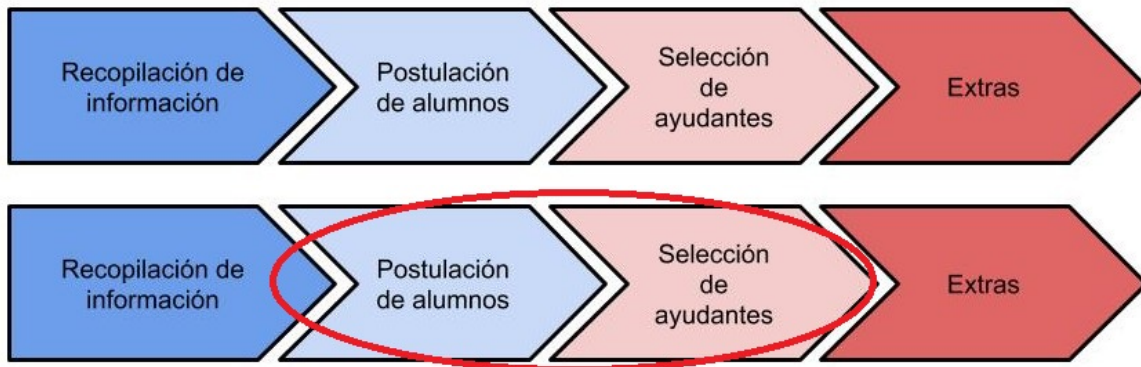 Recopilación de
información
Postulación
de alumnos
Selección
de
ayudantes
Extras
Recopilación de
información
Postulación
de alumnos
Selección
de
ayudantes
Extras